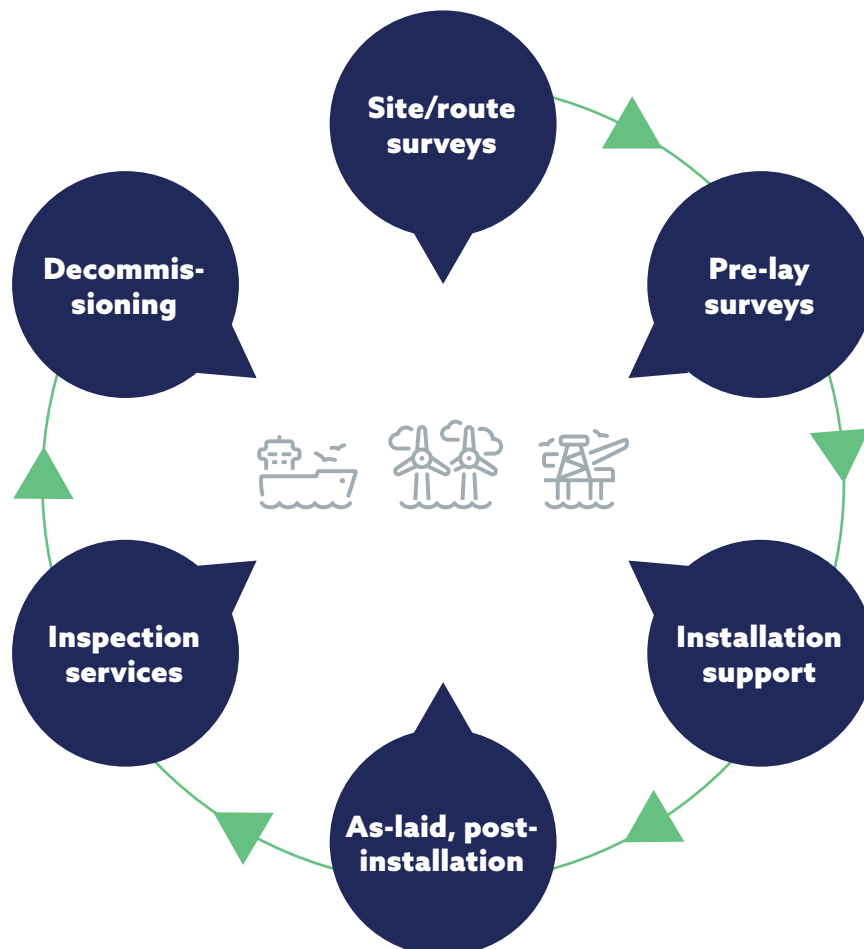 Site/route
surveys
Pre-lay
surveys
Installation
support
As-laid, post-
installation
Inspection
services
Decommis-
sioning